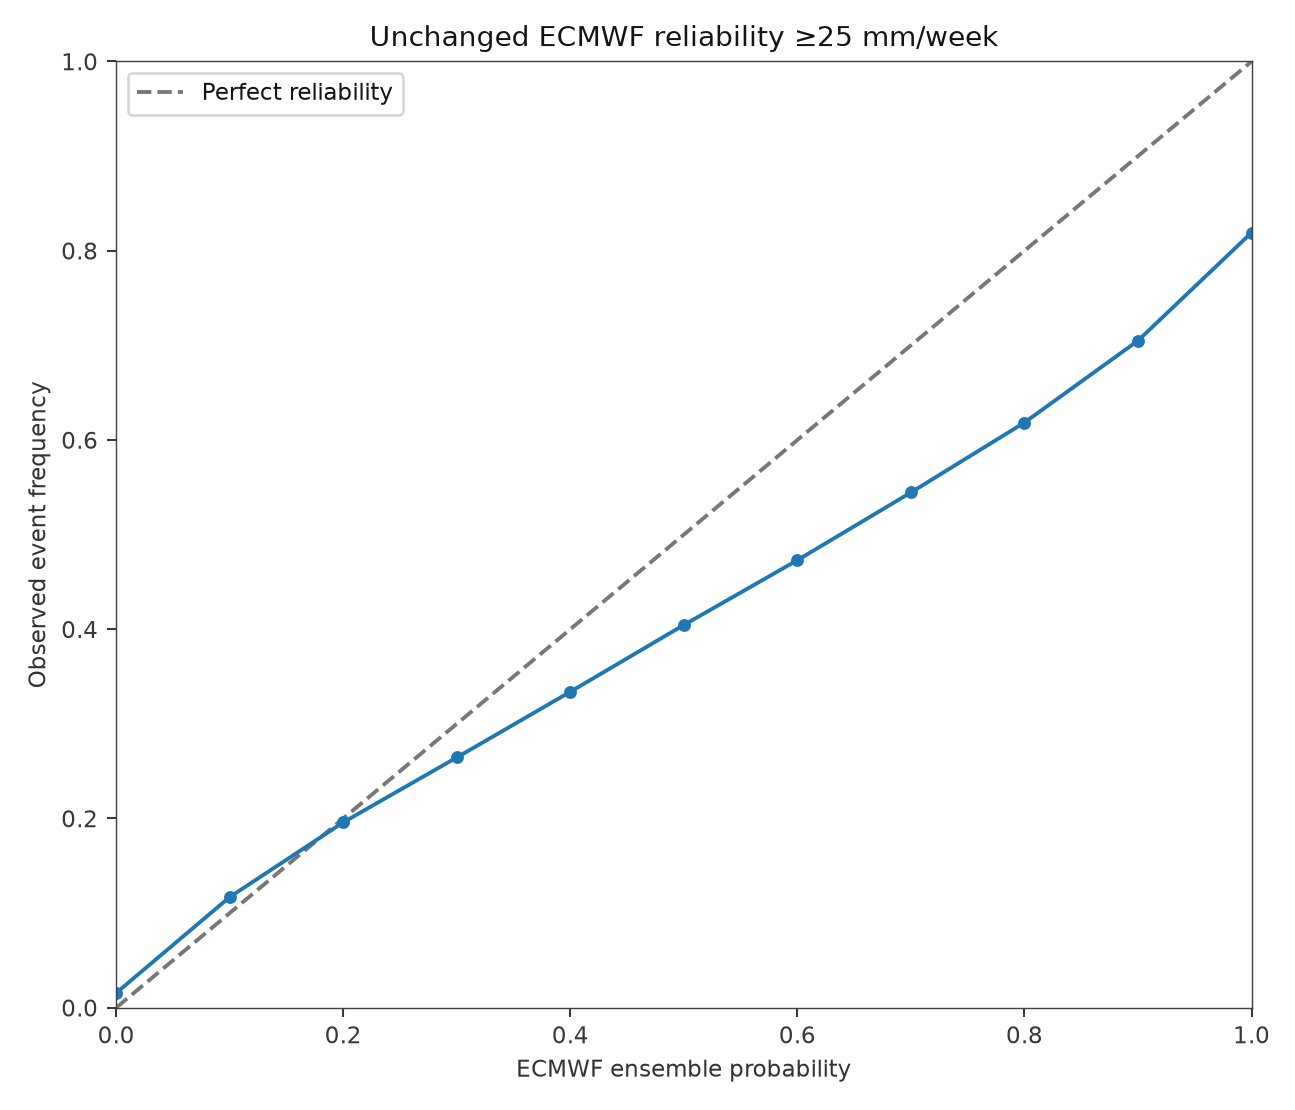 Unchanged ECMWF reliability ≥25 mm/week
Perfect reliability
1.0
0.8
0.6
0.4
0.2
0.0
Observed event frequency
0.0 0.2 0.4 0.6 0.8 1.0
ECMWF ensemble probability